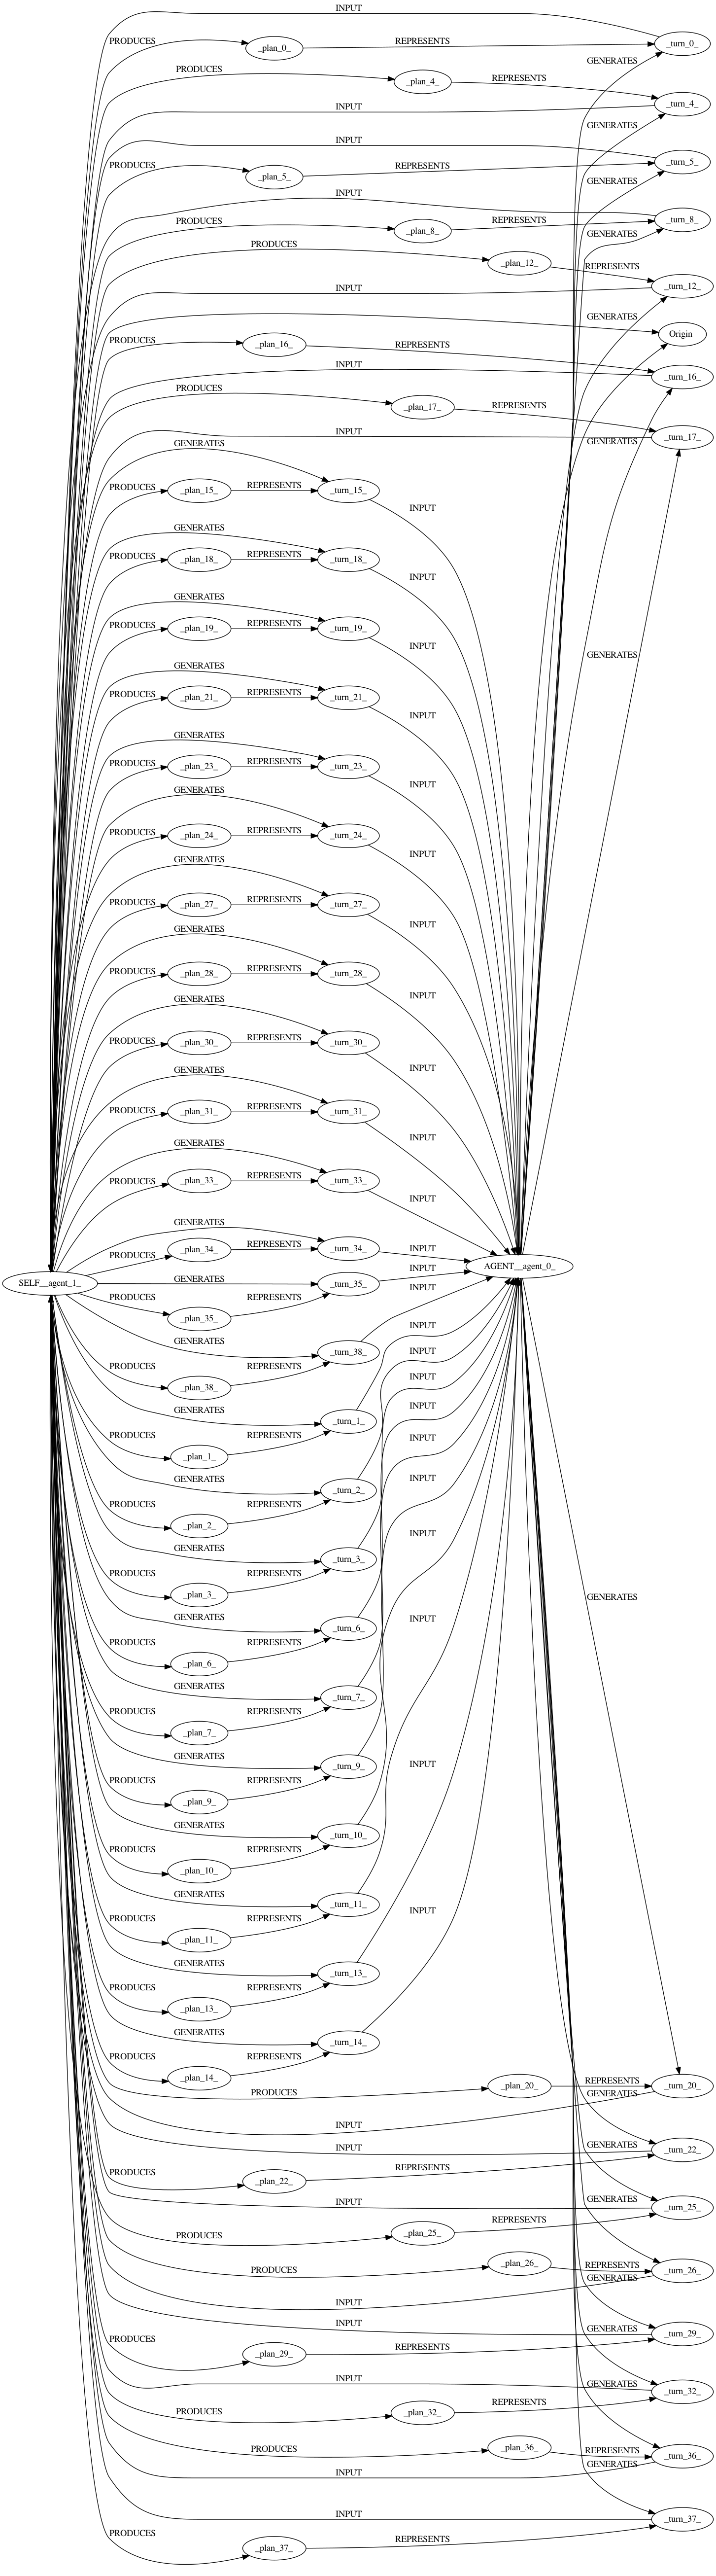 INPUT
PRODUCES
_plan_0_
REPRESENTS
_turn_0_
GENERATES
PRODUCES
_plan_4_
REPRESENTS
_turn_4_
INPUT
GENERATES
INPUT
PRODUCES
_plan_5_
REPRESENTS
_turn_5_
GENERATES
INPUT
PRODUCES
_plan_8_
REPRESENTS
_turn_8_
GENERATES
PRODUCES
_plan_12_
REPRESENTS
_turn_12_
INPUT
GENERATES
Origin
PRODUCES
_plan_16_
REPRESENTS
_turn_16_
INPUT
PRODUCES
_plan_17_
REPRESENTS
_turn_17_
INPUT
GENERATES
GENERATES
PRODUCES
_plan_15_
REPRESENTS
_turn_15_
INPUT
GENERATES
PRODUCES
_plan_18_
REPRESENTS
_turn_18_
INPUT
GENERATES
PRODUCES
_plan_19_
REPRESENTS
_turn_19_
INPUT
GENERATES
GENERATES
PRODUCES
_plan_21_
REPRESENTS
_turn_21_
INPUT
GENERATES
PRODUCES
_plan_23_
REPRESENTS
_turn_23_
INPUT
GENERATES
PRODUCES
_plan_24_
REPRESENTS
_turn_24_
INPUT
GENERATES
PRODUCES
_plan_27_
REPRESENTS
_turn_27_
INPUT
GENERATES
PRODUCES
_plan_28_
REPRESENTS
_turn_28_
INPUT
GENERATES
PRODUCES
_plan_30_
REPRESENTS
_turn_30_
INPUT
GENERATES
PRODUCES
_plan_31_
REPRESENTS
_turn_31_
INPUT
GENERATES
PRODUCES
_plan_33_
REPRESENTS
_turn_33_
INPUT
GENERATES
PRODUCES
_plan_34_
REPRESENTS
_turn_34_
INPUT
AGENT__agent_0_
SELF__agent_1_
GENERATES
_turn_35_
INPUT
PRODUCES
_plan_35_
REPRESENTS
INPUT
GENERATES
_turn_38_
PRODUCES
_plan_38_
REPRESENTS
INPUT
GENERATES
_turn_1_
PRODUCES
_plan_1_
REPRESENTS
INPUT
GENERATES
_turn_2_
PRODUCES
_plan_2_
REPRESENTS
INPUT
GENERATES
_turn_3_
PRODUCES
_plan_3_
REPRESENTS
INPUT
GENERATES
_turn_6_
PRODUCES
_plan_6_
REPRESENTS
INPUT
GENERATES
_turn_7_
PRODUCES
_plan_7_
REPRESENTS
INPUT
GENERATES
_turn_9_
PRODUCES
_plan_9_
REPRESENTS
INPUT
GENERATES
_turn_10_
PRODUCES
_plan_10_
REPRESENTS
INPUT
GENERATES
_turn_11_
PRODUCES
_plan_11_
REPRESENTS
INPUT
GENERATES
_turn_13_
PRODUCES
_plan_13_
REPRESENTS
INPUT
GENERATES
_turn_14_
PRODUCES
_plan_14_
REPRESENTS
GENERATES
PRODUCES
_plan_20_
REPRESENTS
_turn_20_
GENERATES
INPUT
INPUT
_turn_22_
GENERATES
PRODUCES
_plan_22_
REPRESENTS
INPUT
_turn_25_
GENERATES
PRODUCES
_plan_25_
REPRESENTS
PRODUCES
_plan_26_
REPRESENTS
_turn_26_
GENERATES
INPUT
INPUT
_turn_29_
GENERATES
PRODUCES
_plan_29_
REPRESENTS
INPUT
_turn_32_
GENERATES
PRODUCES
_plan_32_
REPRESENTS
PRODUCES
_plan_36_
REPRESENTS
_turn_36_
GENERATES
INPUT
INPUT
_turn_37_
PRODUCES
_plan_37_
REPRESENTS